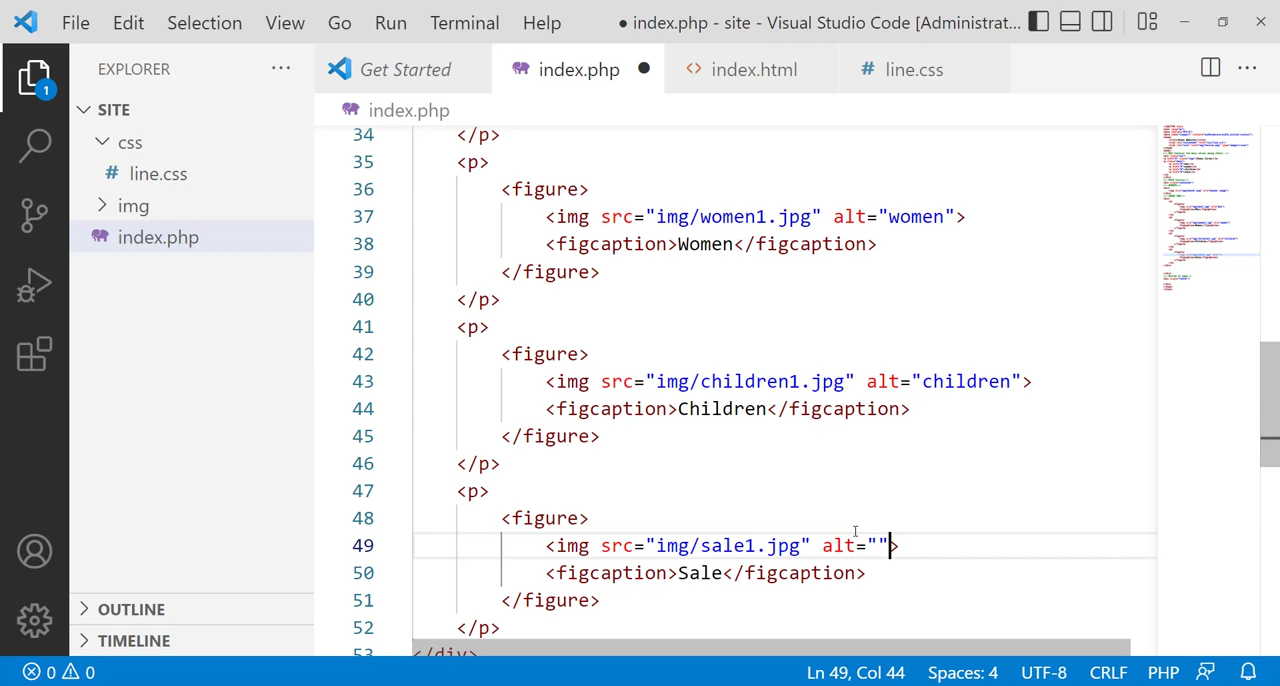 File Edit Selection View Go Run Terminal Help ● index.php - site - Visual Studio Code [Administrat...
EXPLORER ···
Get Started index.php ● <> index.html # line.css ···
SITE
index.php
css
# line.css
img
index.php
1
34 </p>
35 <p>
36 <figure>
37 <img src="img/women1.jpg" alt="women">
38 <figcaption>Women</figcaption>
39 </figure>
40 </p>
41 <p>
42 <figure>
43 <img src="img/children1.jpg" alt="children">
44 <figcaption>Children</figcaption>
45 </figure>
46 </p>
47 <p>
48 <figure>
49 <img src="img/sale1.jpg" alt="">
50 <figcaption>Sale</figcaption>
51 </figure>
52 </p>
53 </div>
OUTLINE
TIMELINE
0 0 Ln 49, Col 44 Spaces: 4 UTF-8 CRLF PHP